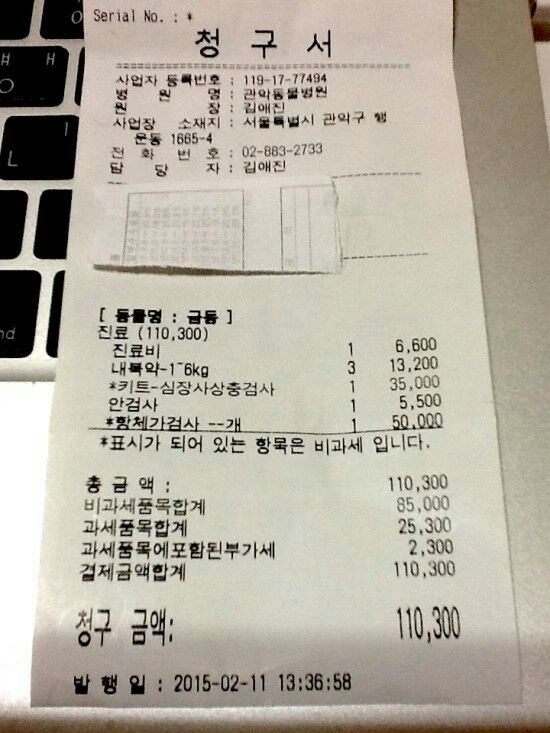 Serial No. : *
청 구 서
사업자 등록번호 : 119-17-77494
병 원 명 : 관악동물병원
원 장 : 김애진
사업장 소재지 : 서울특별시 관악구 행
운동 1665-4
전 화 번 호 : 02-883-2733
담 당 자 : 김애진
[ 동물명 : 금동 ]
진료 (110,300)
진료비 1 6,600
내복약-1~6kg 3 13,200
*키트-심장사상충검사 1 35,000
안검사 1 5,500
*항체가검사 --개 1 50,000
*표시가 되어 있는 항목은 비과세 입니다.
총 금 액 : 110,300
비과세품목합계 85,000
과세품목합계 25,300
과세품목에포함된부가세 2,300
결제금액합계 110,300
청구 금액: 110,300
발 행 일 : 2015-02-11 13:36:58